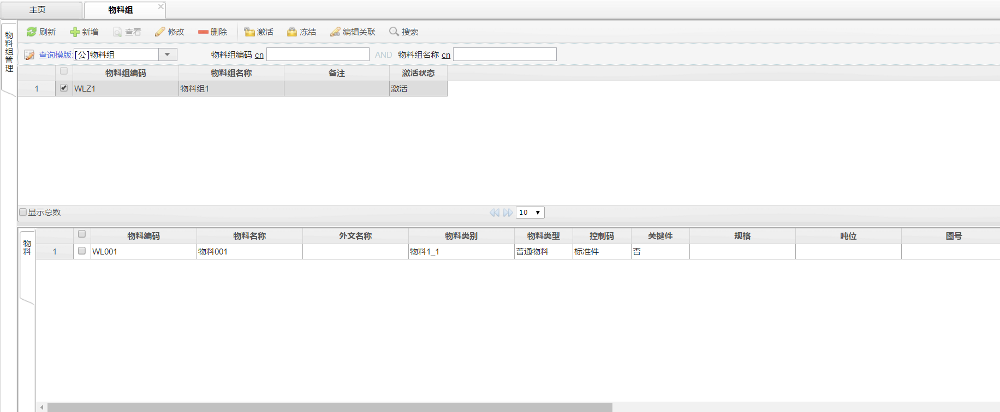 主页 物料组
物料组管理
刷新 新增 查看 修改 删除 激活 冻结 编辑关联 搜索
查询模版: [公]物料组 物料组编码 cn AND 物料组名称 cn
物料组编码 物料组名称 备注 激活状态
1 WLZ1 物料组1 激活
显示总数 10
物料
物料编码 物料名称 外文名称 物料类别 物料类型 控制码 关键件 规格 吨位 图号
1 WL001 物料001 物料1_1 普通物料 标准件 否